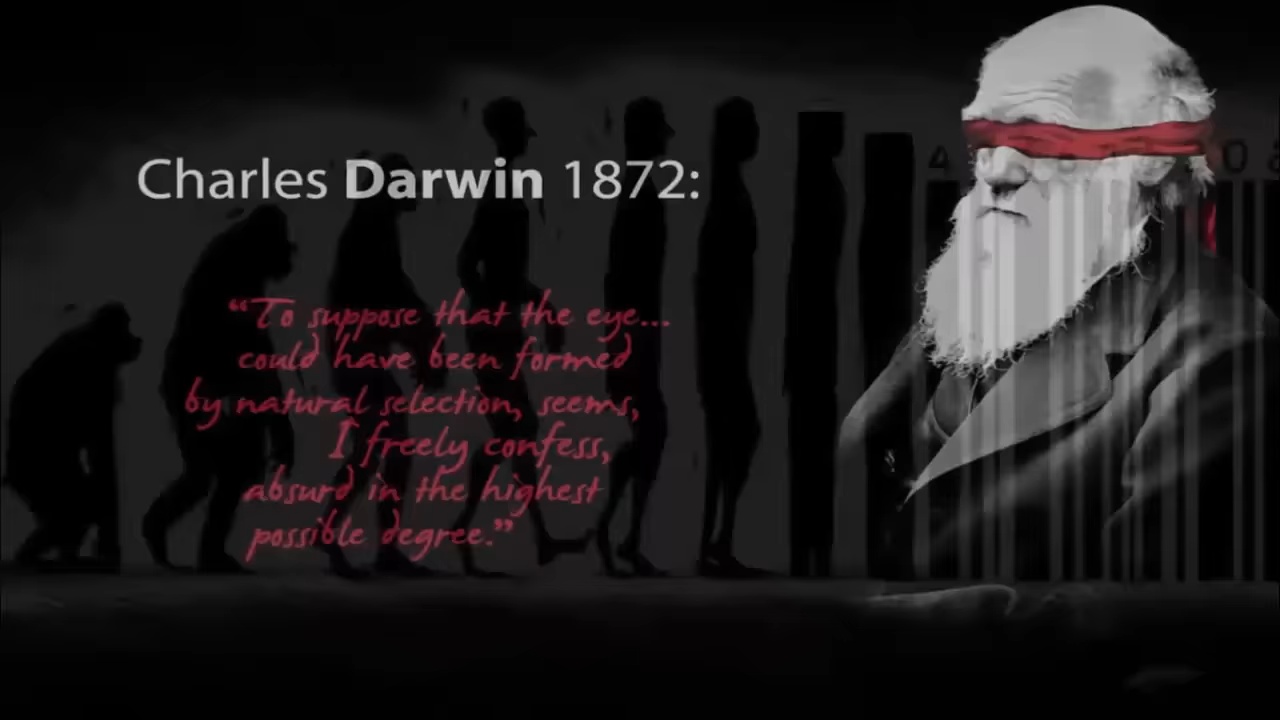 Charles Darwin 1872:
“To suppose that the eye...
could have been formed
by natural selection, seems,
I freely confess,
absurd in the highest
possible degree.”